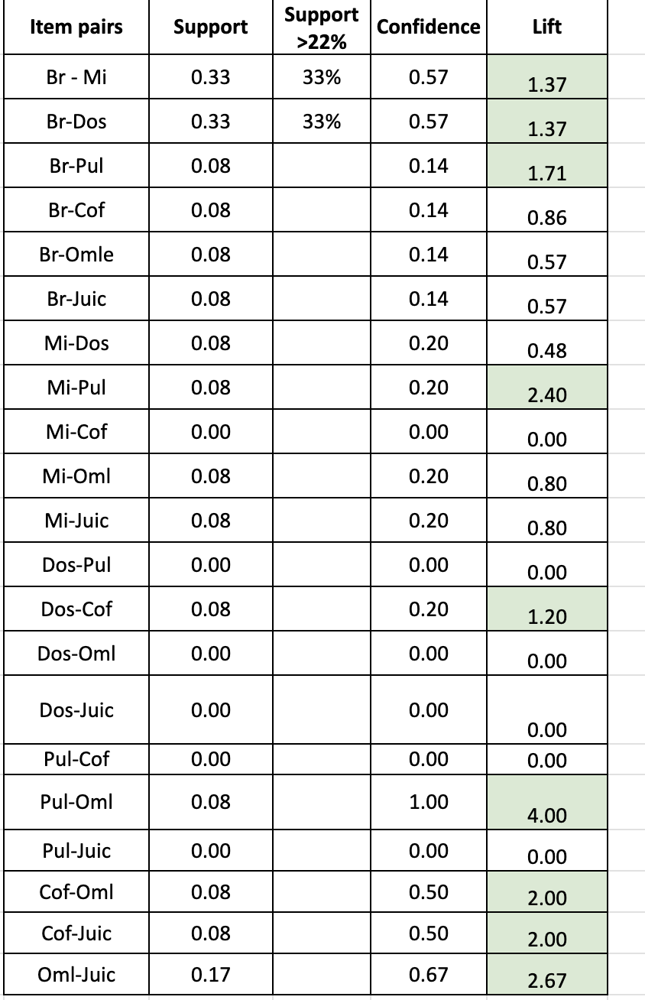 Item pairs Support Support >22% Confidence Lift
Br - Mi 0.33 33% 0.57 1.37
Br-Dos 0.33 33% 0.57 1.37
Br-Pul 0.08 0.14 1.71
Br-Cof 0.08 0.14 0.86
Br-Omle 0.08 0.14 0.57
Br-Juic 0.08 0.14 0.57
Mi-Dos 0.08 0.20 0.48
Mi-Pul 0.08 0.20 2.40
Mi-Cof 0.00 0.00 0.00
Mi-Oml 0.08 0.20 0.80
Mi-Juic 0.08 0.20 0.80
Dos-Pul 0.00 0.00 0.00
Dos-Cof 0.08 0.20 1.20
Dos-Oml 0.00 0.00 0.00
Dos-Juic 0.00 0.00 0.00
Pul-Cof 0.00 0.00 0.00
Pul-Oml 0.08 1.00 4.00
Pul-Juic 0.00 0.00 0.00
Cof-Oml 0.08 0.50 2.00
Cof-Juic 0.08 0.50 2.00
Oml-Juic 0.17 0.67 2.67